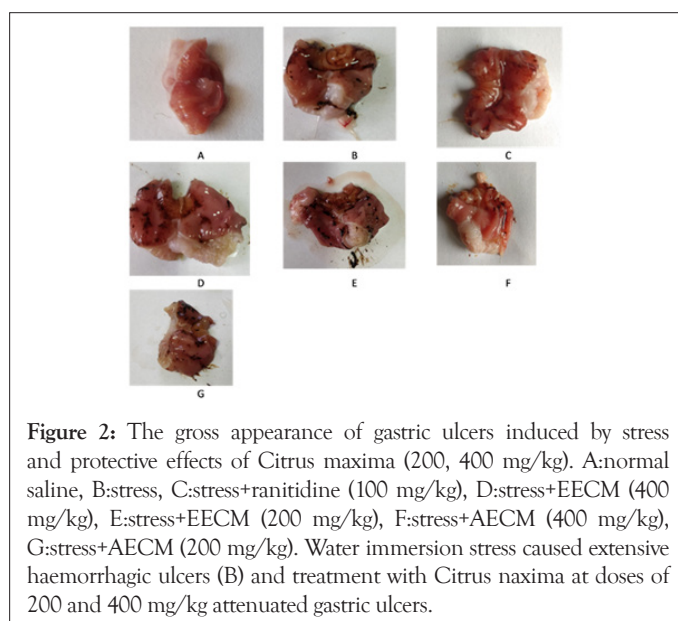 A
B
C
D
E
F
G
Figure 2: The gross appearance of gastric ulcers induced by stress
and protective effects of Citrus maxima (200, 400 mg/kg). A:normal
saline, B:stress, C:stress+ranitidine (100 mg/kg), D:stress+EECM (400
mg/kg), E:stress+EECM (200 mg/kg), F:stress+AECM (400 mg/kg),
G:stress+AECM (200 mg/kg). Water immersion stress caused extensive
haemorrhagic ulcers (B) and treatment with Citrus naxima at doses of
200 and 400 mg/kg attenuated gastric ulcers.